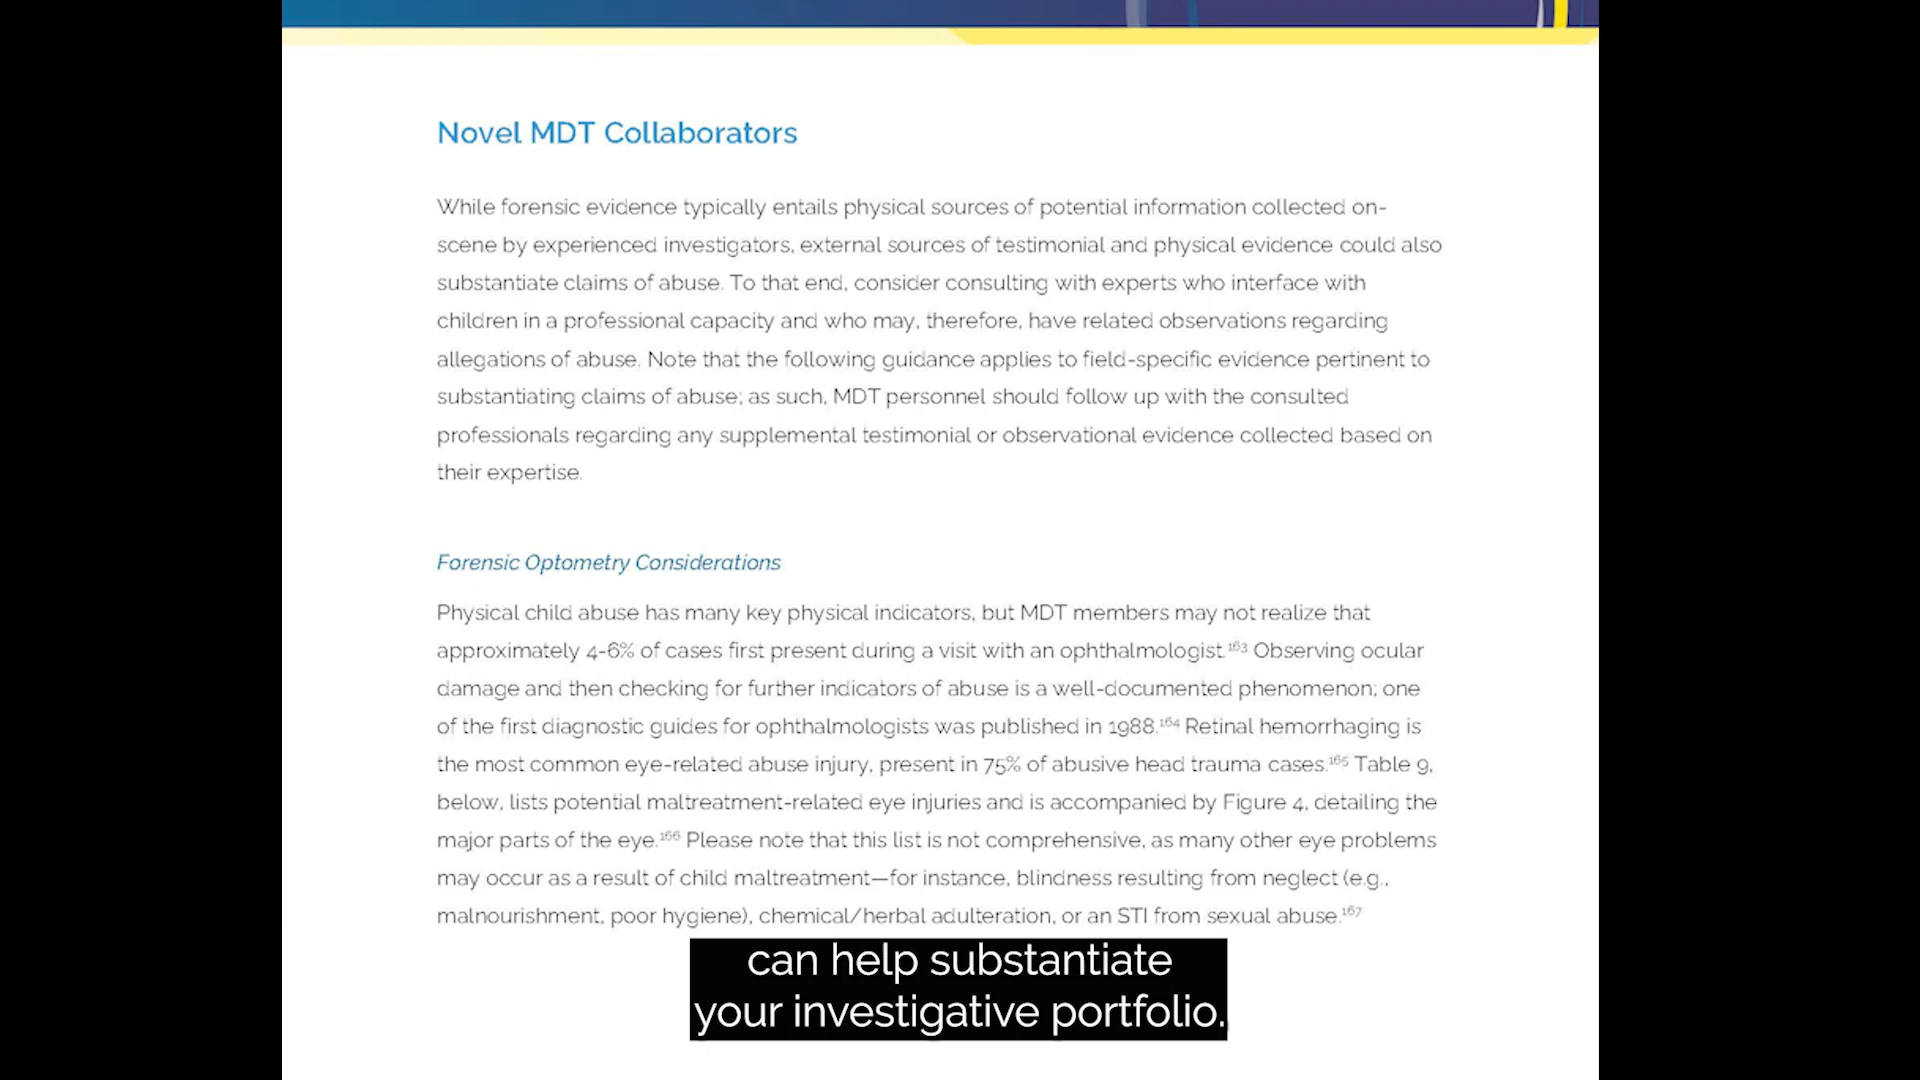 Novel MDT Collaborators
While forensic evidence typically entails physical sources of potential information collected on-
scene by experienced investigators, external sources of testimonial and physical evidence could also
substantiate claims of abuse. To that end, consider consulting with experts who interface with
children in a professional capacity and who may, therefore, have related observations regarding
allegations of abuse. Note that the following guidance applies to field-specific evidence pertinent to
substantiating claims of abuse; as such, MDT personnel should follow up with the consulted
professionals regarding any supplemental testimonial or observational evidence collected based on
their expertise.
Forensic Optometry Considerations
Physical child abuse has many key physical indicators, but MDT members may not realize that
approximately 4-6% of cases first present during a visit with an ophthalmologist.¹⁶³ Observing ocular
damage and then checking for further indicators of abuse is a well-documented phenomenon; one
of the first diagnostic guides for ophthalmologists was published in 1988.¹⁶⁴ Retinal hemorrhaging is
the most common eye-related abuse injury, present in 75% of abusive head trauma cases.¹⁶⁵ Table 9,
below, lists potential maltreatment-related eye injuries and is accompanied by Figure 4, detailing the
major parts of the eye.¹⁶⁶ Please note that this list is not comprehensive, as many other eye problems
may occur as a result of child maltreatment—for instance, blindness resulting from neglect (e.g.,
malnourishment, poor hygiene), chemical/herbal adulteration, or an STI from sexual abuse.¹⁶⁷
can help substantiate
your investigative portfolio.